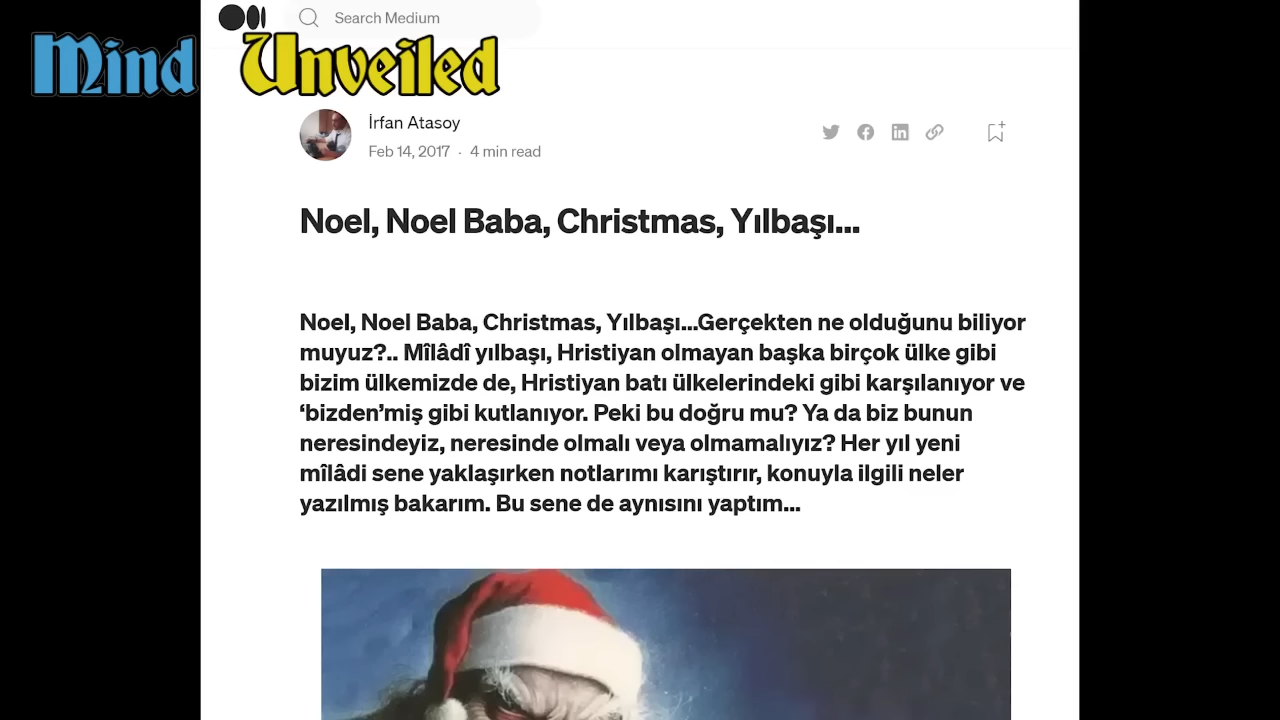 Search Medium
Mind Unveiled
İrfan Atasoy
Feb 14, 2017 · 4 min read
Noel, Noel Baba, Christmas, Yılbaşı...
Noel, Noel Baba, Christmas, Yılbaşı...Gerçekten ne olduğunu biliyor
muyuz?.. Mîlâdî yılbaşı, Hristiyan olmayan başka birçok ülke gibi
bizim ülkemizde de, Hristiyan batı ülkelerindeki gibi karşılanıyor ve
‘bizden’miş gibi kutlanıyor. Peki bu doğru mu? Ya da biz bunun
neresindeyiz, neresinde olmalı veya olmamalıyız? Her yıl yeni
mîlâdi sene yaklaşırken notlarımı karıştırır, konuyla ilgili neler
yazılmış bakarım. Bu sene de aynısını yaptım...